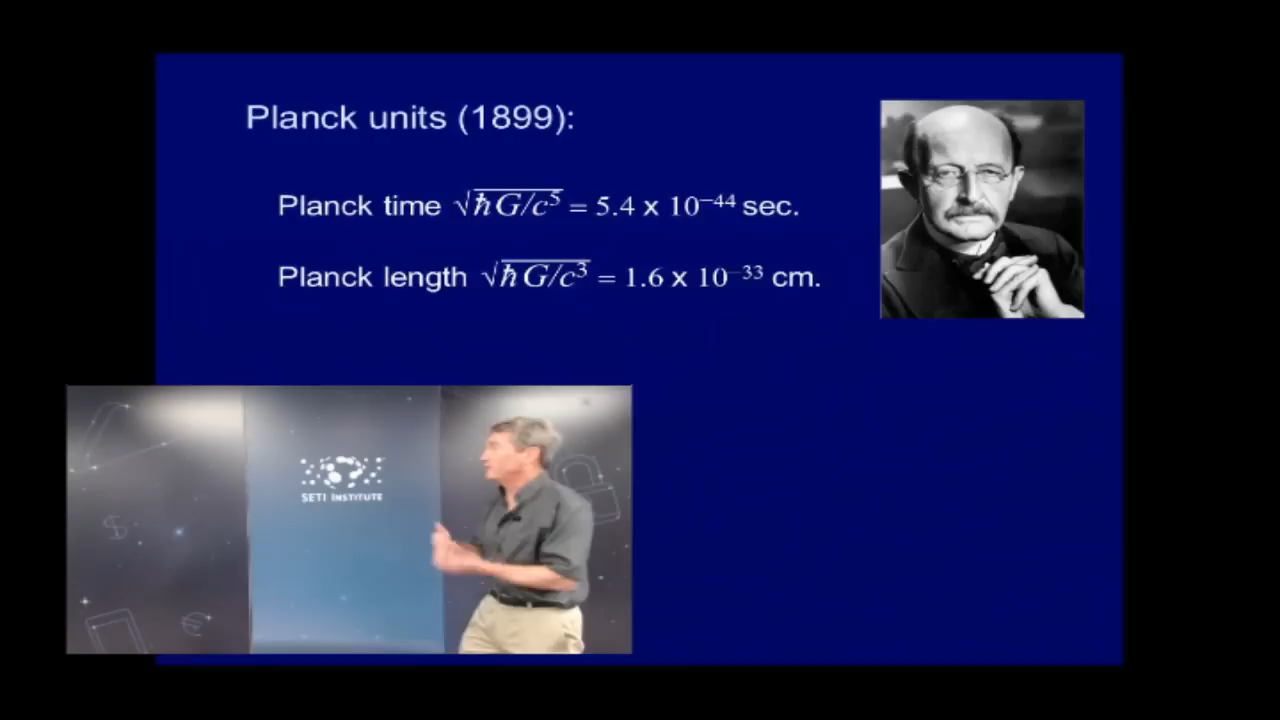 Planck units (1899):
Planck time √ħG/c⁵ = 5.4 x 10⁻⁴⁴ sec.
Planck length √ħG/c³ = 1.6 x 10⁻³³ cm.
SETI INSTITUTE
$
€